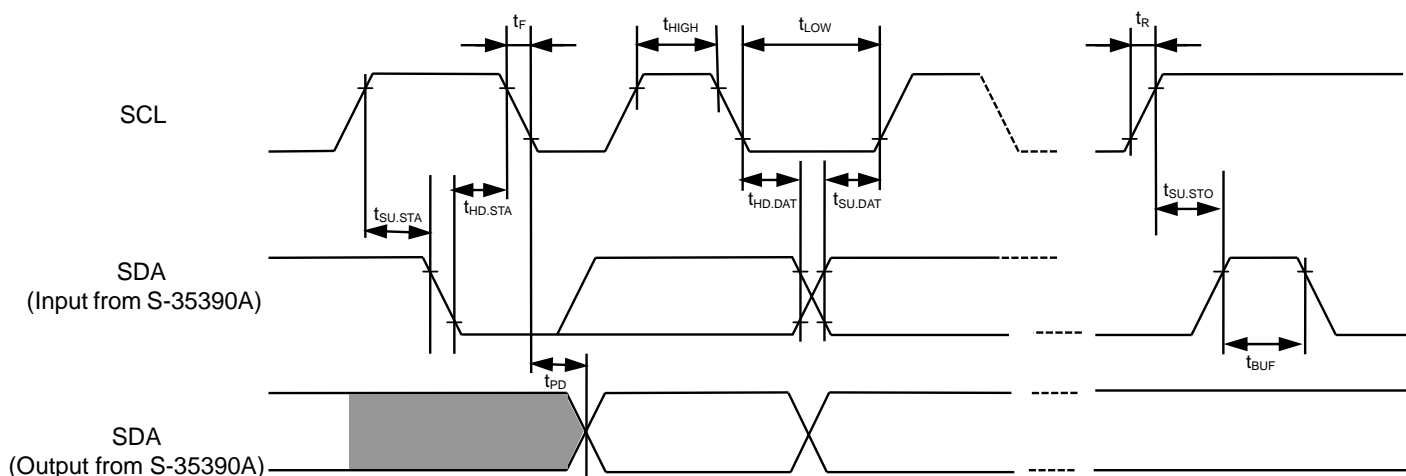 tF
tHIGH
tLOW
tR
SCL
tSU.STA
tHD.STA
tHD.DAT
tSU.DAT
tSU.STO
SDA
(Input from S-35390A)
tBUF
tPD
SDA
(Output from S-35390A)